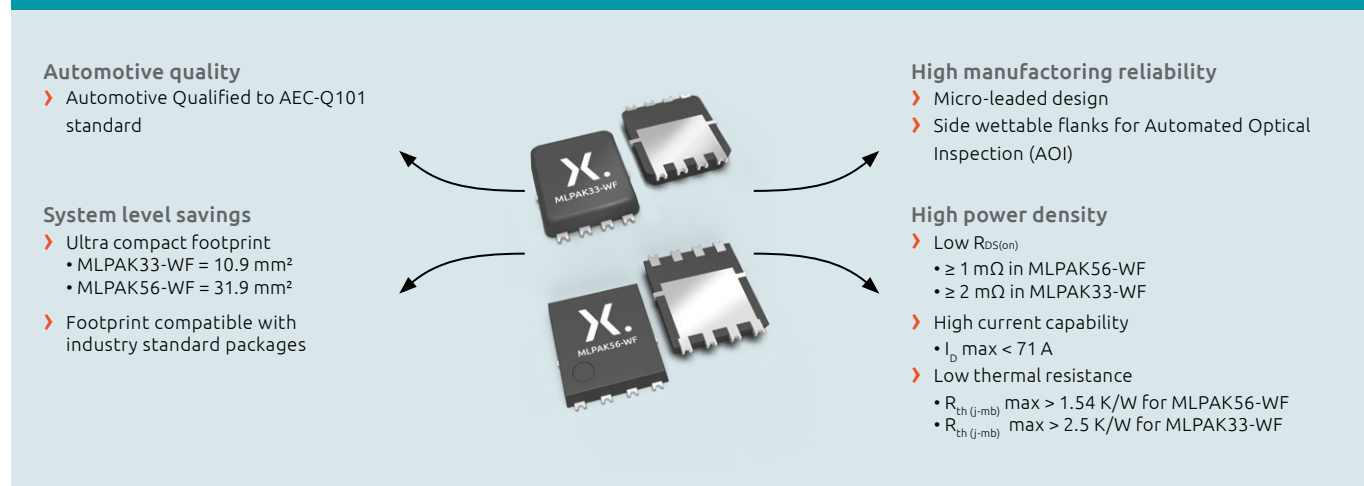 Automotive quality
❯ Automotive Qualified to AEC-Q101
standard
System level savings
❯ Ultra compact footprint
• MLPAK33-WF = 10.9 mm²
• MLPAK56-WF = 31.9 mm²
❯ Footprint compatible with
industry standard packages
MLPAK33-WF
MLPAK56-WF
High manufactoring reliability
❯ Micro-leaded design
❯ Side wettable flanks for Automated Optical
Inspection (AOI)
High power density
❯ Low RDS(on)
• ≥ 1 mΩ in MLPAK56-WF
• ≥ 2 mΩ in MLPAK33-WF
❯ High current capability
• ID max < 71 A
❯ Low thermal resistance
• Rth (j-mb) max > 1.54 K/W for MLPAK56-WF
• Rth (j-mb) max > 2.5 K/W for MLPAK33-WF